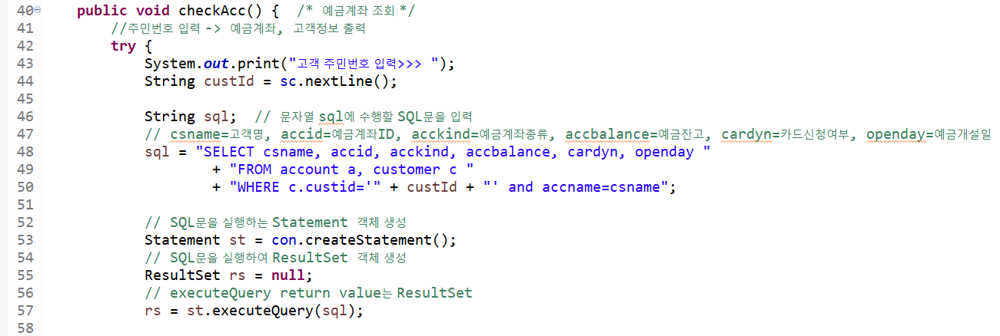 40 public void checkAcc() {  /* 예금계좌 조회 */
41 //주민번호 입력 -> 예금계좌, 고객정보 출력
42 try {
43 System.out.print("고객 주민번호 입력>>> ");
44 String custId = sc.nextLine();
45
46 String sql;  // 문자열 sql에 수행할 SQL문을 입력
47 // csname=고객명, accid=예금계좌ID, acckind=예금계좌종류, accbalance=예금잔고, cardyn=카드신청여부, openday=예금개설일
48 sql = "SELECT csname, accid, acckind, accbalance, cardyn, openday "
49 + "FROM account a, customer c "
50 + "WHERE c.custid='" + custId + "' and accname=csname";
51
52 // SQL문을 실행하는 Statement 객체 생성
53 Statement st = con.createStatement();
54 // SQL문을 실행하여 ResultSet 객체 생성
55 ResultSet rs = null;
56 // executeQuery return value는 ResultSet
57 rs = st.executeQuery(sql);
58